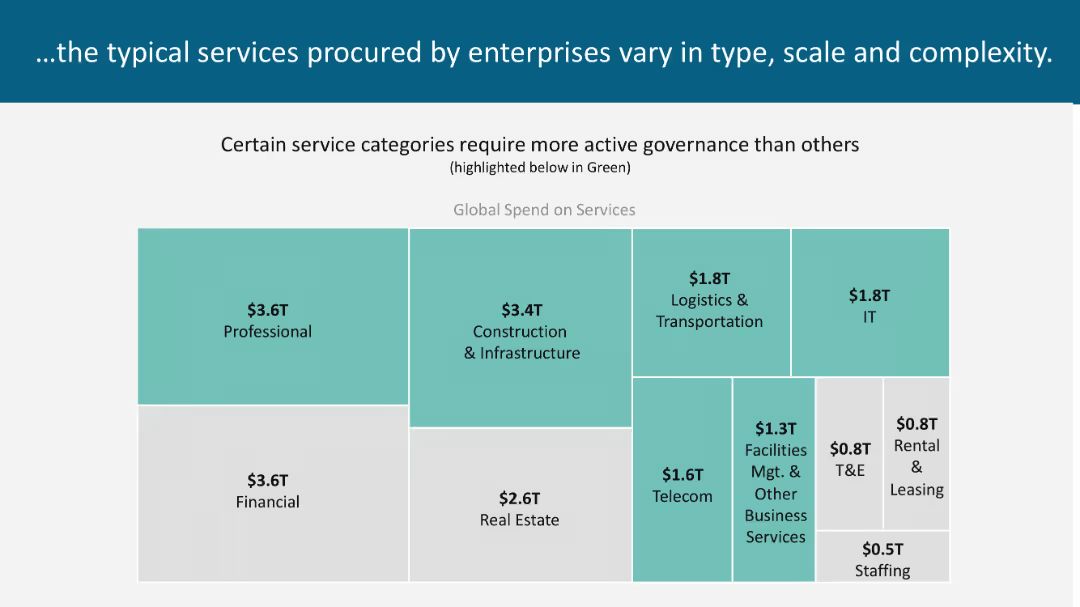 …the typical services procured by enterprises vary in type, scale and complexity.
Certain service categories require more active governance than others
(highlighted below in Green)
Global Spend on Services
$3.6T
Professional
$3.6T
Financial
$3.4T
Construction
& Infrastructure
$2.6T
Real Estate
$1.8T
Logistics &
Transportation
$1.8T
IT
$1.6T
Telecom
$1.3T
Facilities
Mgt. &
Other
Business
Services
$0.8T
T&E
$0.8T
Rental
&
Leasing
$0.5T
Staffing